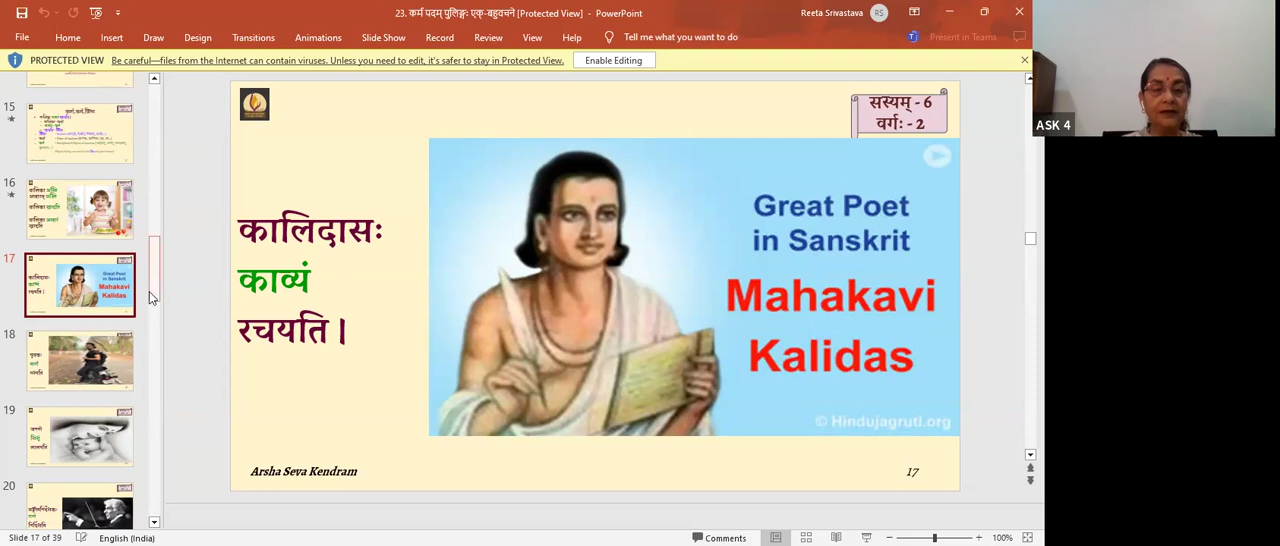 23. कर्म पदम् पुलिङ्गः एक्-बहुवचने [Protected View] - PowerPoint
Reeta Srivastava
RS
File Home Insert Draw Design Transitions Animations Slide Show Record Review View Help Tell me what you want to do
Present in Teams
PROTECTED VIEW Be careful—files from the Internet can contain viruses. Unless you need to edit, it's safer to stay in Protected View. Enable Editing
15
16
17
18
19
20
सस्यम् - 6
वर्गः - 2
कालिदासः
काव्यं
रचयति ।
Great Poet
in Sanskrit
Mahakavi
Kalidas
© Hindujagruti.org
Arsha Seva Kendram
17
ASK 4
Slide 17 of 39 English (India)
Comments
100%